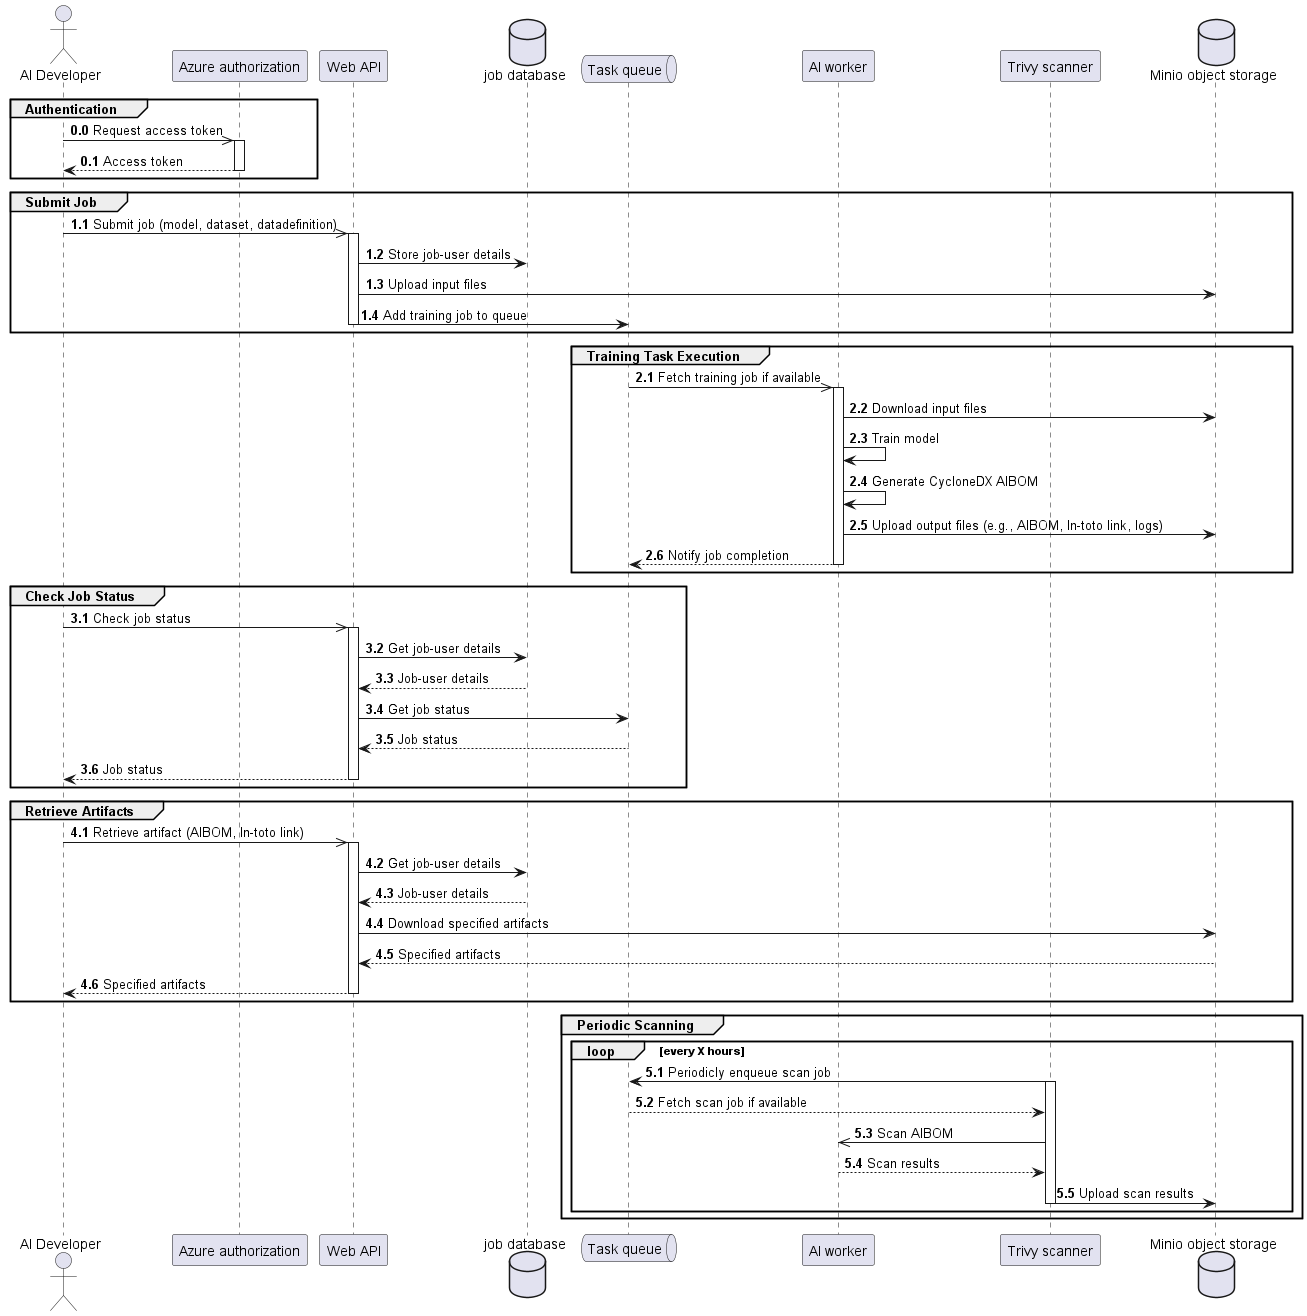 AI Developer
Azure authorization
Web API
job database
Task queue
AI worker
Trivy scanner
Minio object storage
Authentication
0.0 Request access token
0.1 Access token
Submit Job
1.1 Submit job (model, dataset, datadefinition)
1.2 Store job-user details
1.3 Upload input files
1.4 Add training job to queue
Training Task Execution
2.1 Fetch training job if available
2.2 Download input files
2.3 Train model
2.4 Generate CycloneDX AIBOM
2.5 Upload output files (e.g., AIBOM, In-toto link, logs)
2.6 Notify job completion
Check Job Status
3.1 Check job status
3.2 Get job-user details
3.3 Job-user details
3.4 Get job status
3.5 Job status
3.6 Job status
Retrieve Artifacts
4.1 Retrieve artifact (AIBOM, In-toto link)
4.2 Get job-user details
4.3 Job-user details
4.4 Download specified artifacts
4.5 Specified artifacts
4.6 Specified artifacts
Periodic Scanning
loop [every X hours]
5.1 Periodicly enqueue scan job
5.2 Fetch scan job if available
5.3 Scan AIBOM
5.4 Scan results
5.5 Upload scan results
AI Developer
Azure authorization
Web API
job database
Task queue
AI worker
Trivy scanner
Minio object storage